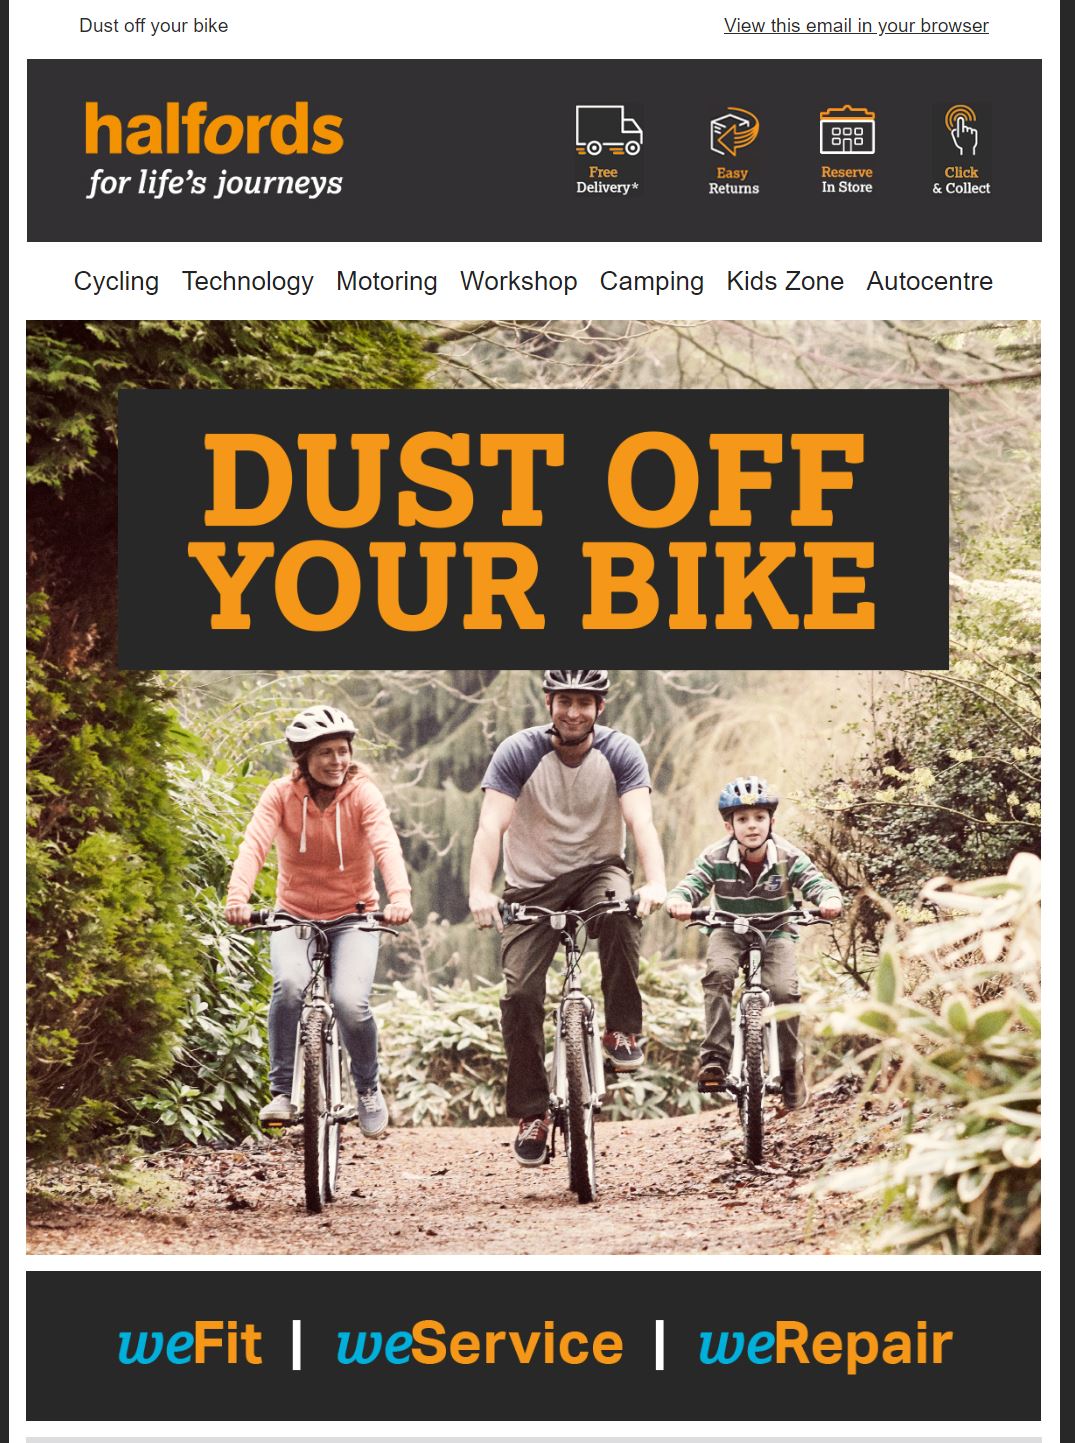 Dust off your bike
View this email in your browser
halfords
for life's journeys
Free
Delivery*
Easy
Returns
Reserve
In Store
Click
& Collect
Cycling Technology Motoring Workshop Camping Kids Zone Autocentre
DUST OFF
YOUR BIKE
weFit | weService | weRepair